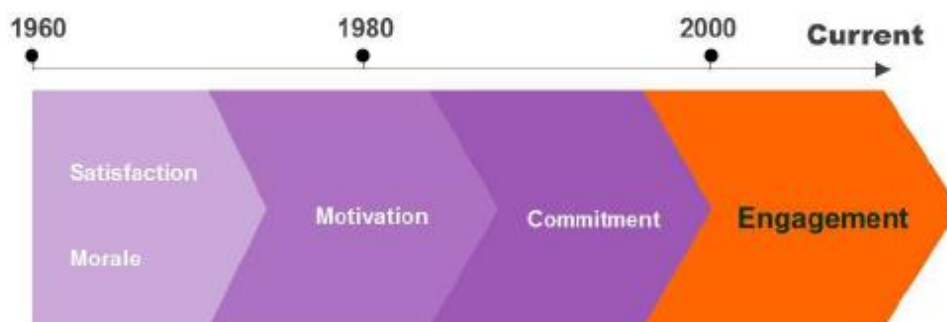 1960 1980 2000 Current
Satisfaction
Motivation Commitment Engagement
Morale